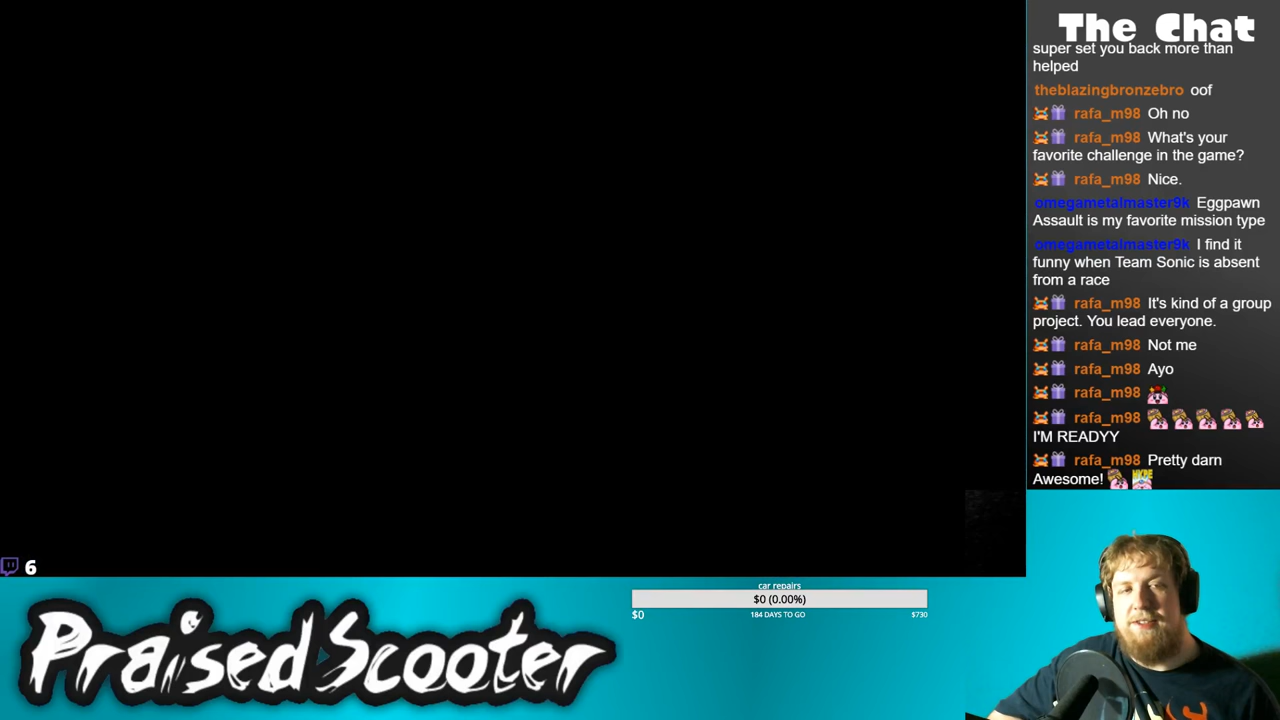 The Chat
super set you back more than
helped
theblazingbronzebro oof
rafa_m98 Oh no
rafa_m98 What's your
favorite challenge in the game?
rafa_m98 Nice.
omegametalmaster9k Eggpawn
Assault is my favorite mission type
omegametalmaster9k I find it
funny when Team Sonic is absent
from a race
rafa_m98 It's kind of a group
project. You lead everyone.
rafa_m98 Not me
rafa_m98 Ayo
rafa_m98
rafa_m98
I'M READYY
rafa_m98 Pretty darn
Awesome!
6
car repairs
$0 (0.00%)
$0 184 DAYS TO GO $730
PraisedScooter